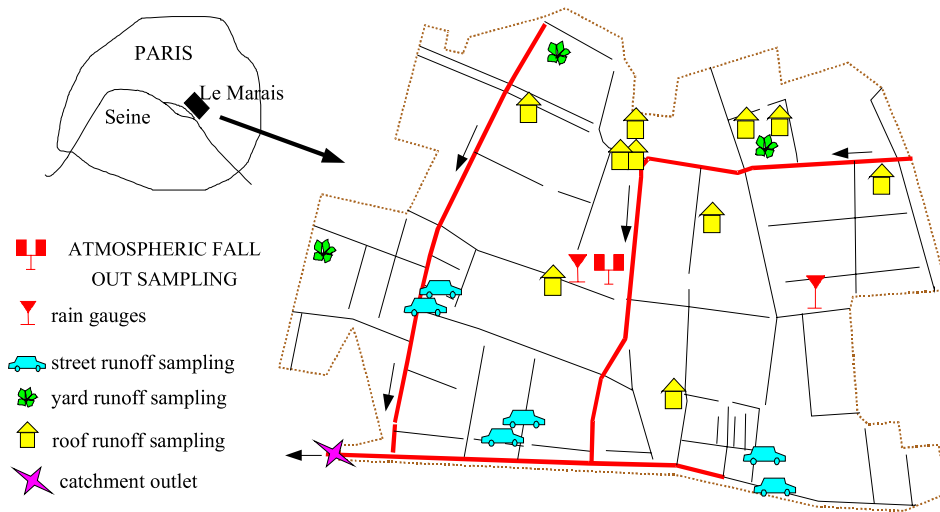 PARIS
Le Marais
Seine
ATMOSPHERIC FALL
OUT SAMPLING
rain gauges
street runoff sampling
yard runoff sampling
roof runoff sampling
catchment outlet